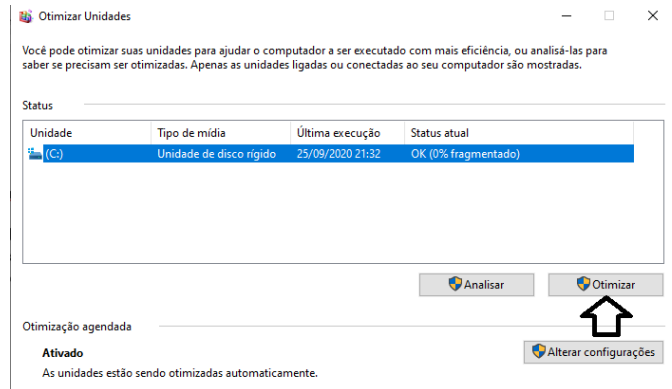 Otimizar Unidades
Você pode otimizar suas unidades para ajudar o computador a ser executado com mais eficiência, ou analisá-las para
saber se precisam ser otimizadas. Apenas as unidades ligadas ou conectadas ao seu computador são mostradas.
Status
Unidade Tipo de mídia Última execução Status atual
(C:) Unidade de disco rígido 25/09/2020 21:32 OK (0% fragmentado)
Analisar Otimizar
Otimização agendada
Ativado Alterar configurações
As unidades estão sendo otimizadas automaticamente.